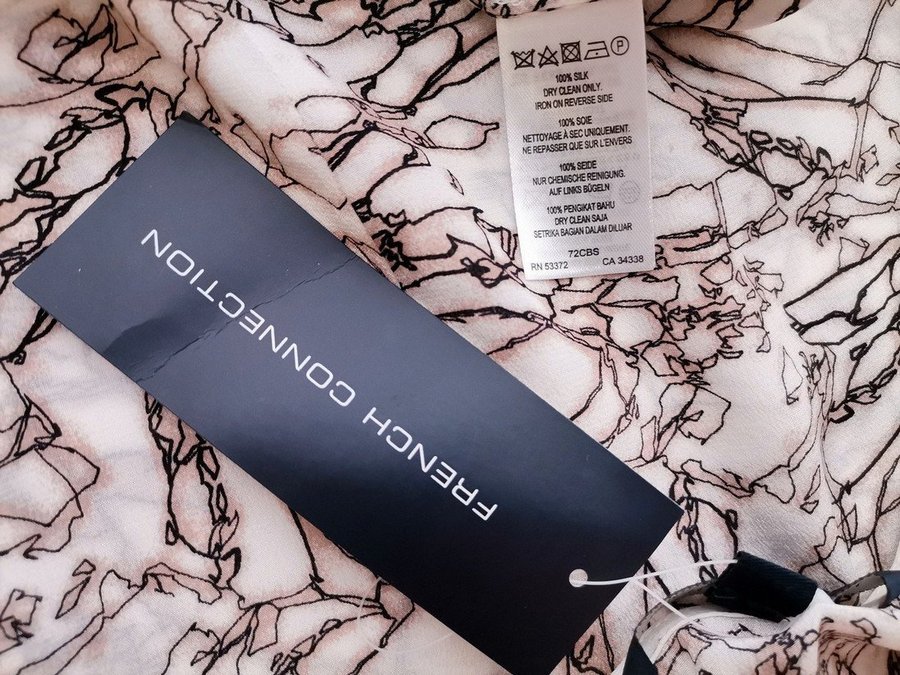 100% SILK
DRY CLEAN ONLY.
IRON ON REVERSE SIDE
100% SOIE
NETTOYAGE À SEC UNIQUEMENT.
NE REPASSER QUE SUR L'ENVERS
100% SEIDE
NUR CHEMISCHE REINIGUNG.
AUF LINKS BÜGELN
100% PENGIKAT BAHU
DRY CLEAN SAJA
SETRIKA BAGIAN DALAM DILUAR
72CBS
RN 53372 CA 34338
FRENCH CONNECTION